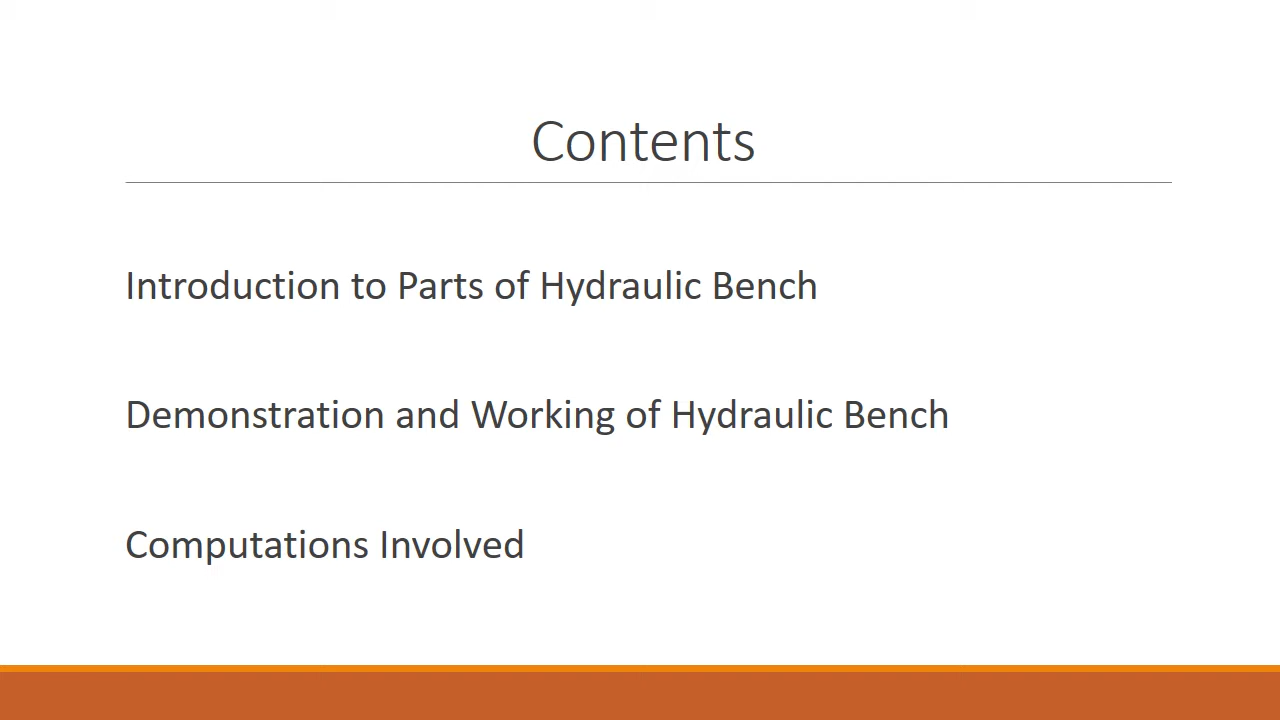 Contents
Introduction to Parts of Hydraulic Bench
Demonstration and Working of Hydraulic Bench
Computations Involved